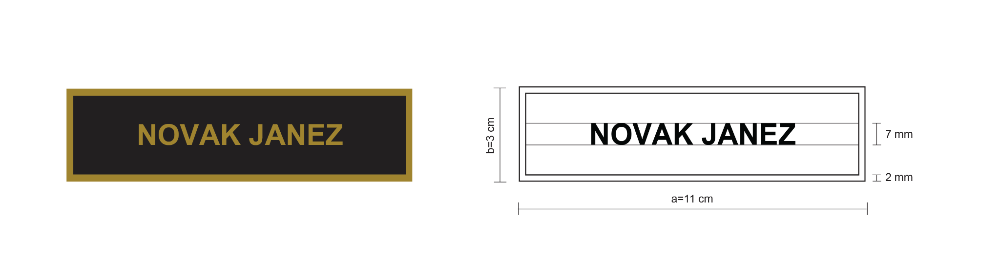 NOVAK JANEZ
b=3 cm
NOVAK JANEZ
7 mm
2 mm
a=11 cm